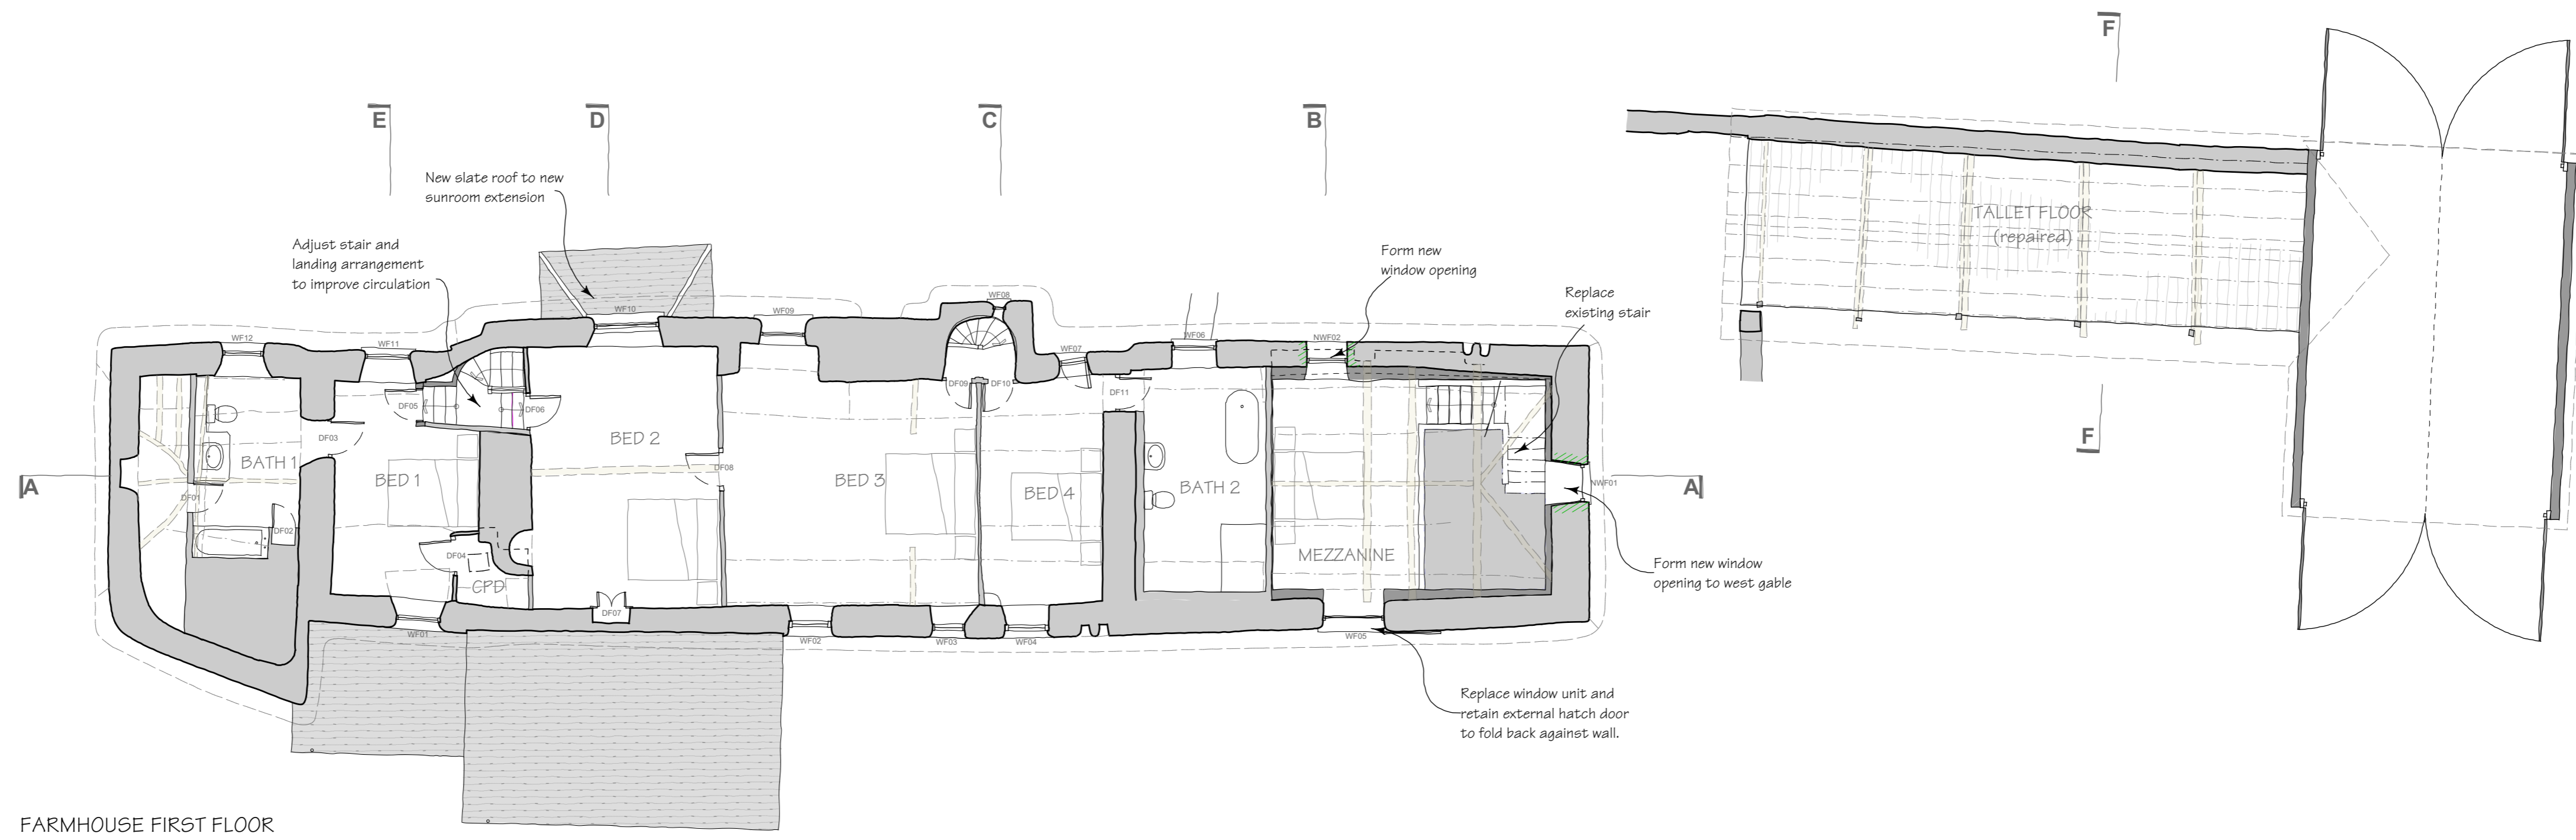 F
E
D
C
B
New slate roof to new
sunroom extension
Adjust stair and
landing arrangement
to improve circulation
Form new
window opening
Replace
existing stair
TALLET FLOOR
(repaired)
WF12
WF11
WF10
WF09
WF08
WF07
WF06
NWF02
DF05
DF06
DF09
DF10
DF11
DF03
BATH 1
BED 1
BED 2
DF08
BED 3
BED 4
BATH 2
A
A
NWF01
F
DF01
DF02
DF04
CPD
DF07
MEZZANINE
WF01
WF02
WF03
WF04
WF05
Form new window
opening to west gable
Replace window unit and
retain external hatch door
to fold back against wall.
FARMHOUSE FIRST FLOOR